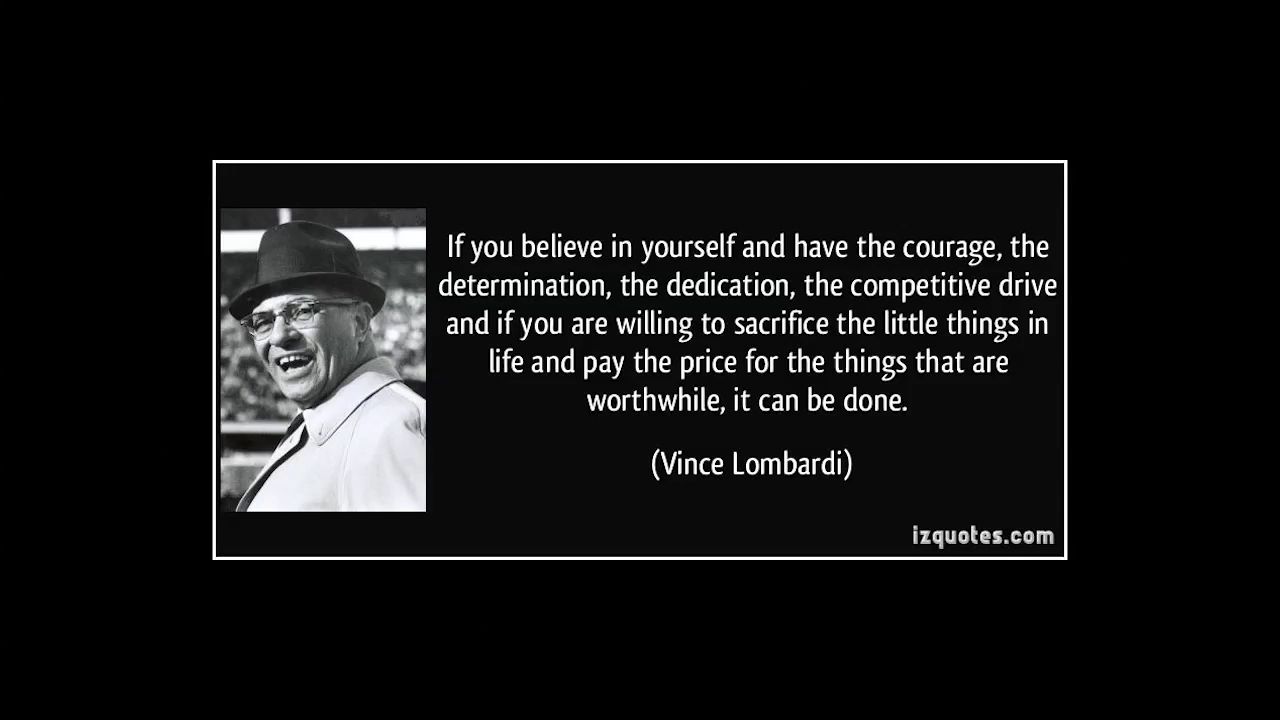 If you believe in yourself and have the courage, the
determination, the dedication, the competitive drive
and if you are willing to sacrifice the little things in
life and pay the price for the things that are
worthwhile, it can be done.
(Vince Lombardi)
izquotes.com